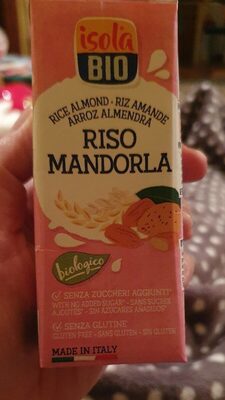 isola
BIO
RICE ALMOND • RIZ AMANDE
ARROZ ALMENDRA
RISO
MANDORLA
biologico
SENZA ZUCCHERI AGGIUNTI*
WITH NO ADDED SUGAR* - SANS SUCRES
AJOUTÉS* - SIN AZÚCARES AÑADIDOS*
SENZA GLUTINE
GLUTEN FREE - SANS GLUTEN - SIN GLUTEN
MADE IN ITALY